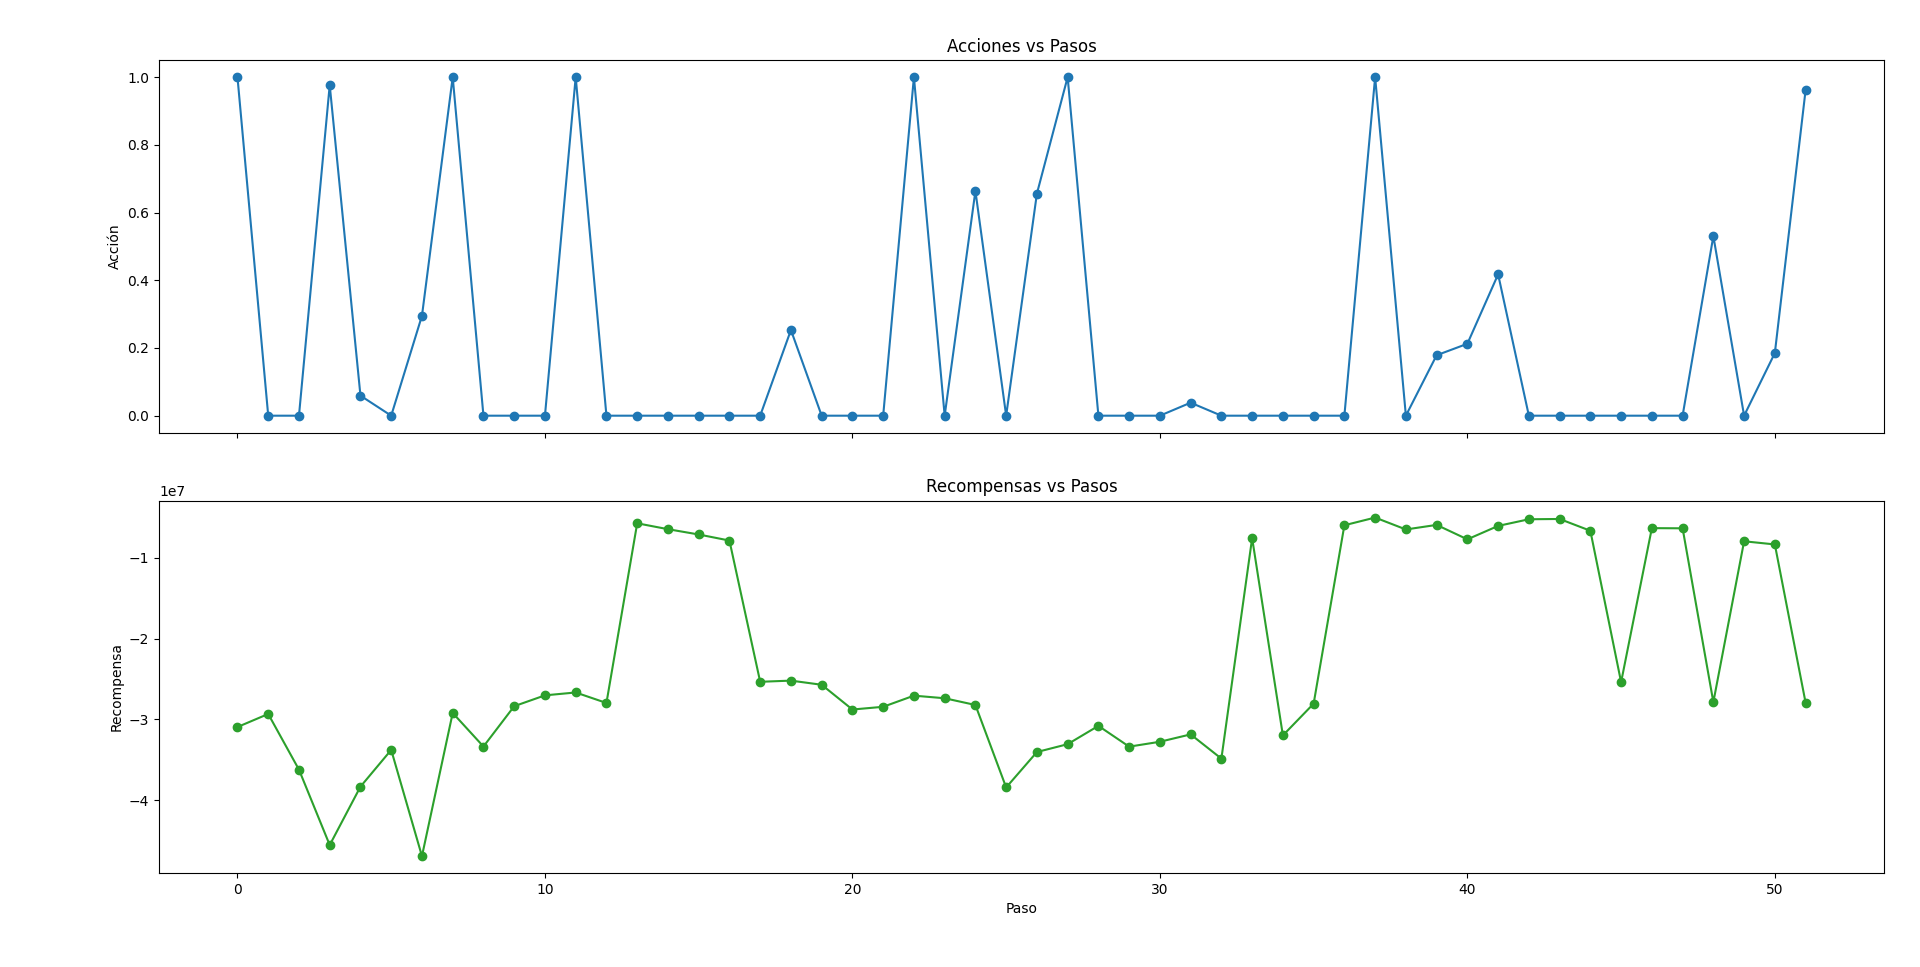 Acciones vs Pasos
1.0
0.8
0.6
0.4
0.2
0.0
Acción
Recompensas vs Pasos
1e7
−1
−2
−3
−4
Recompensa
0 10 20 30 40 50
Paso